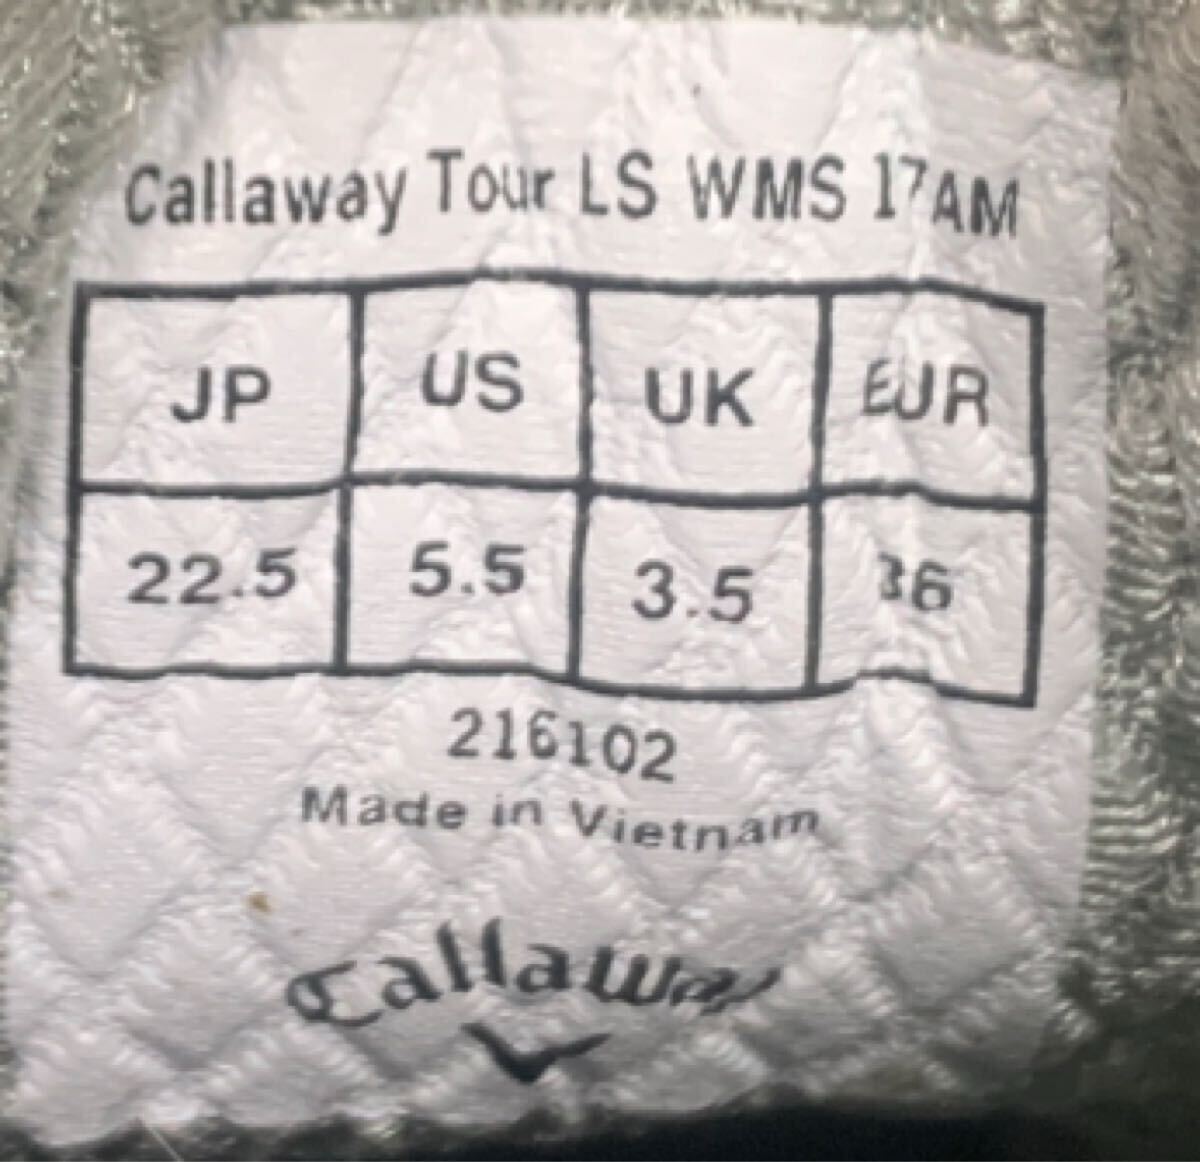 Callaway Tour LS WMS 17AM
JP US UK EUR
22.5 5.5 3.5 36
216102
Made in Vietnam
Callaway